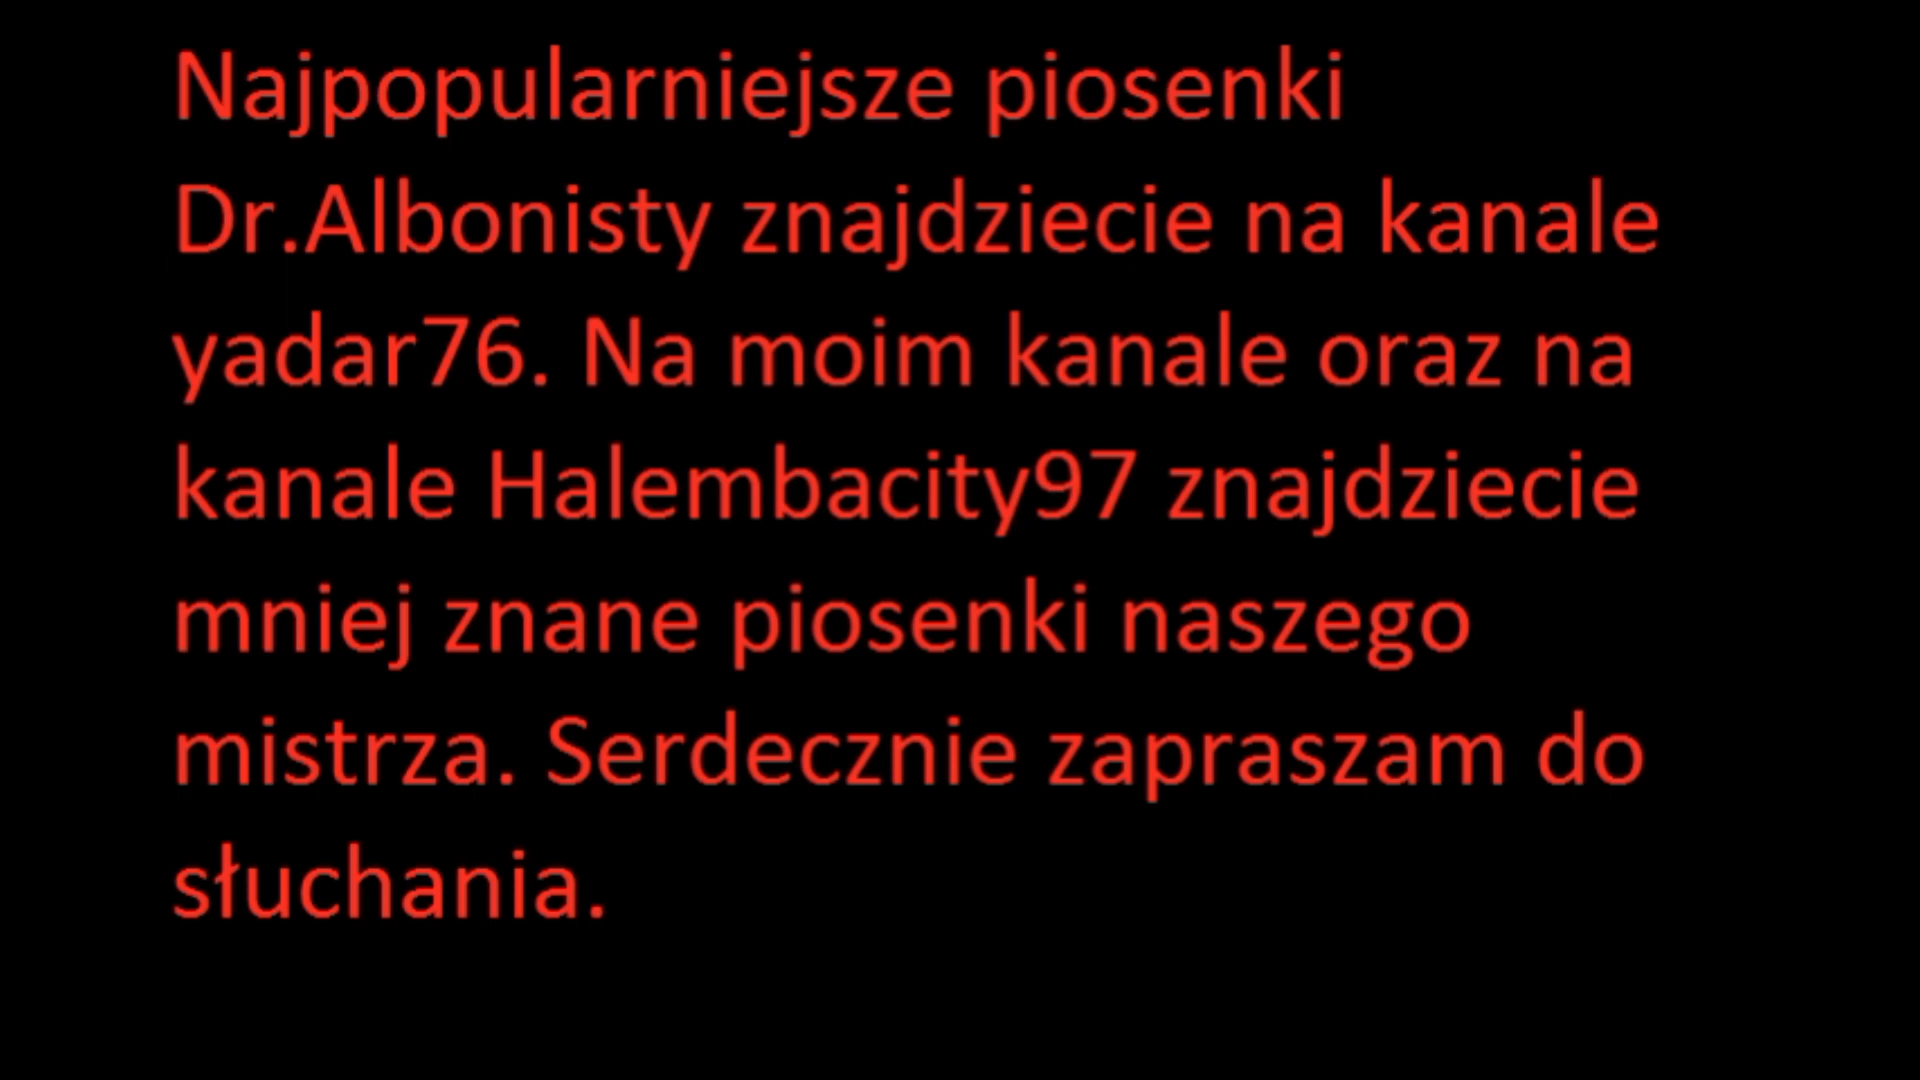 Najpopularniejsze piosenki
Dr.Albonisty znajdziecie na kanale
yadar76. Na moim kanale oraz na
kanale Halembacity97 znajdziecie
mniej znane piosenki naszego
mistrza. Serdecznie zapraszam do
słuchania.